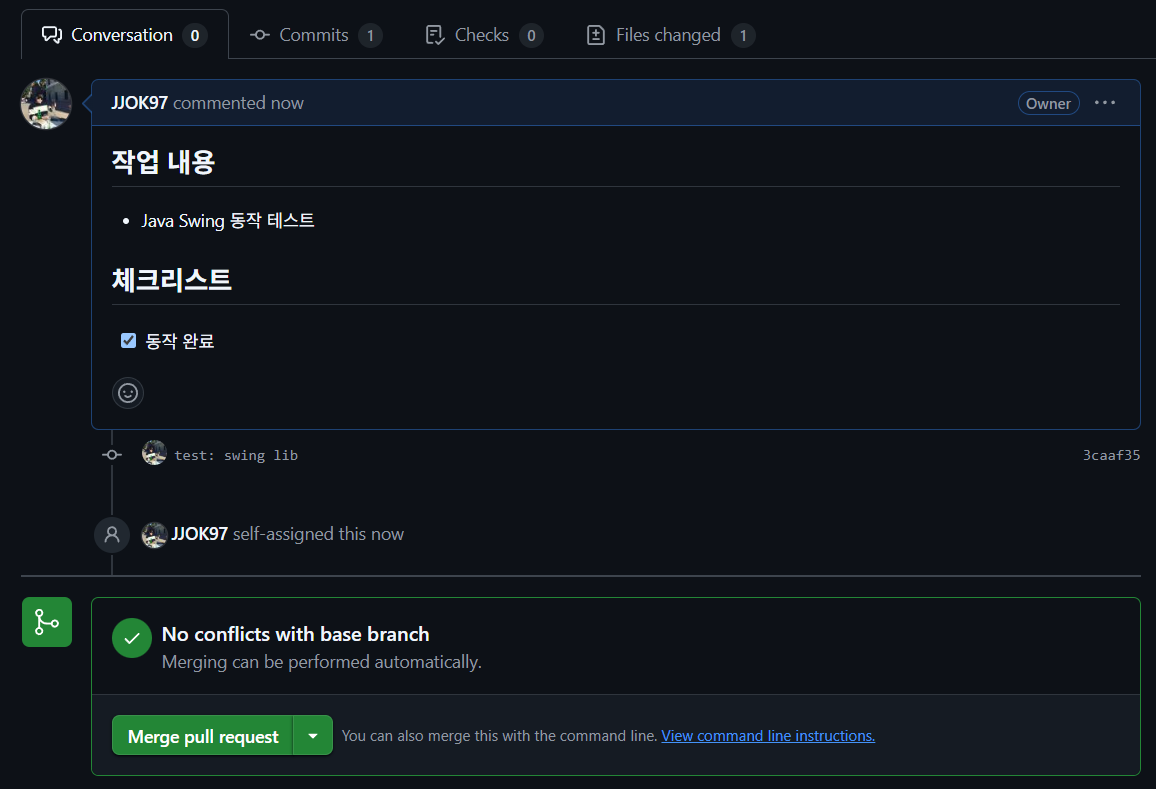 Conversation 0 Commits 1 Checks 0 Files changed 1
JJOK97 commented now Owner
작업 내용
Java Swing 동작 테스트
체크리스트
동작 완료
test: swing lib 3caaf35
JJOK97 self-assigned this now
No conflicts with base branch
Merging can be performed automatically.
Merge pull request You can also merge this with the command line. View command line instructions.